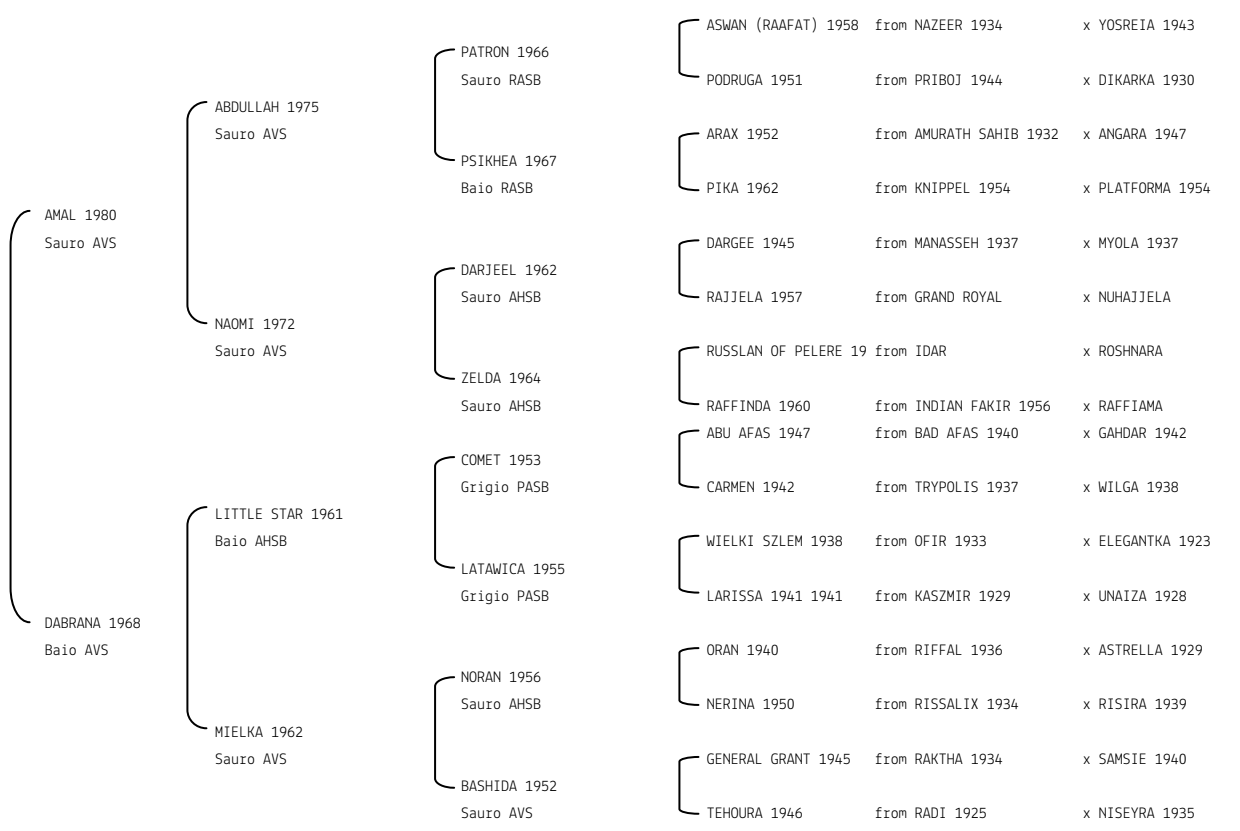 ASWAN (RAAFAT) 1958 from NAZEER 1934 x YOSREIA 1943
PATRON 1966
Sauro RASB
PODRUGA 1951 from PRIBOJ 1944 x DIKARKA 1930
ABDULLAH 1975
Sauro AVS
ARAX 1952 from AMURATH SAHIB 1932 x ANGARA 1947
PSIKHEA 1967
Baio RASB
PIKA 1962 from KNIPPEL 1954 x PLATFORMA 1954
AMAL 1980
Sauro AVS
DARGEE 1945 from MANASSEH 1937 x MYOLA 1937
DARJEEL 1962
Sauro AHSB
RAJJELA 1957 from GRAND ROYAL x NUHAJJELA
NAOMI 1972
Sauro AVS
RUSSLAN OF PELERE 19 from IDAR x ROSHNARA
ZELDA 1964
Sauro AHSB
RAFFINDA 1960 from INDIAN FAKIR 1956 x RAFFIAMA
ABU AFAS 1947 from BAD AFAS 1940 x GAHDAR 1942
COMET 1953
Grigio PASB
CARMEN 1942 from TRYPOLIS 1937 x WILGA 1938
LITTLE STAR 1961
Baio AHSB
WIELKI SZLEM 1938 from OFIR 1933 x ELEGANTKA 1923
LATAWICA 1955
Grigio PASB
LARISSA 1941 1941 from KASZMIR 1929 x UNAIZA 1928
DABRANA 1968
Baio AVS
ORAN 1940 from RIFFAL 1936 x ASTRELLA 1929
NORAN 1956
Sauro AHSB
NERINA 1950 from RISSALIX 1934 x RISIRA 1939
MIELKA 1962
Sauro AVS
GENERAL GRANT 1945 from RAKTHA 1934 x SAMSIE 1940
BASHIDA 1952
Sauro AVS
TEHOURA 1946 from RADI 1925 x NISEYRA 1935